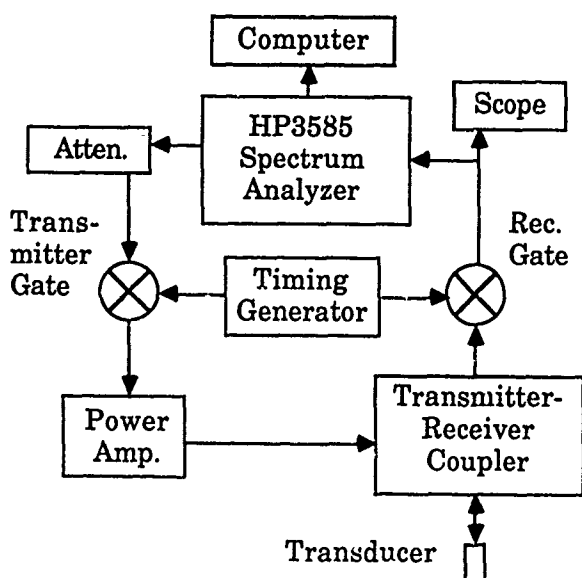 Computer
HP3585
Spectrum
Analyzer
Scope
Atten.
Trans-
mitter
Gate
Rec.
Gate
Timing
Generator
Power
Amp.
Transmitter-
Receiver
Coupler
Transducer